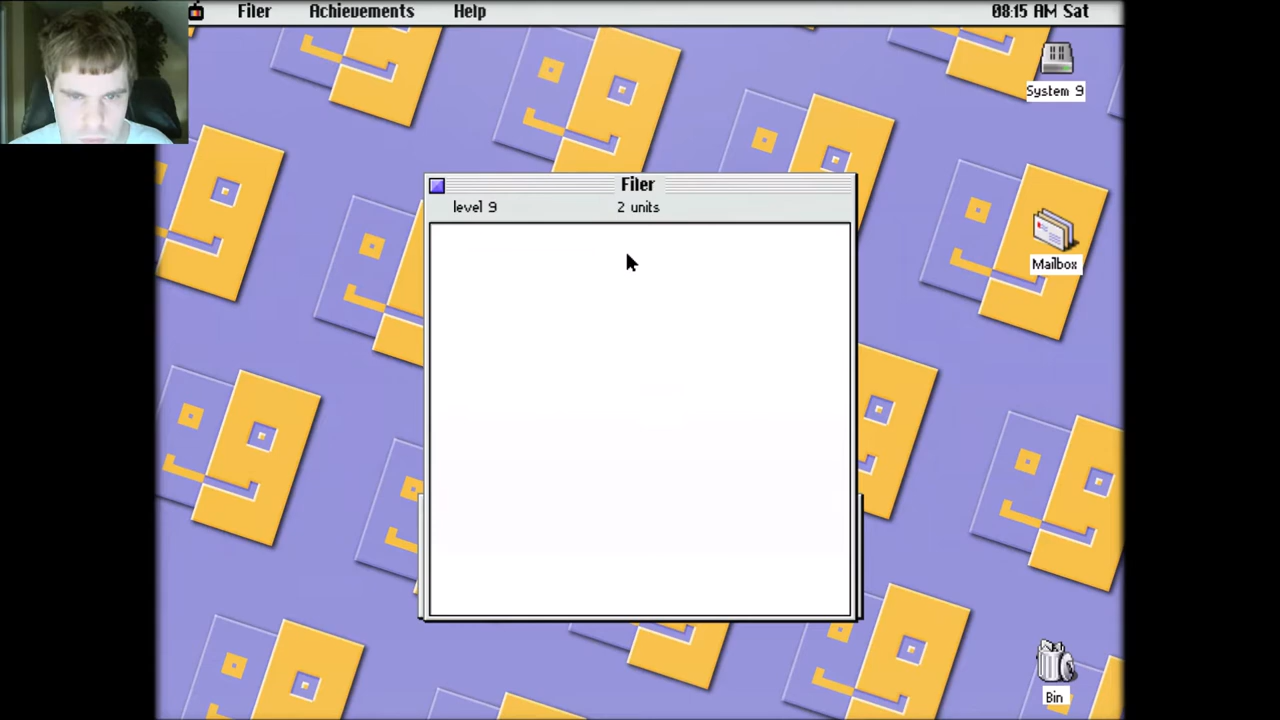 Filer Achievements Help 08:15 AM Sat
System 9
Filer
level 9 2 units
Mailbox
Bin